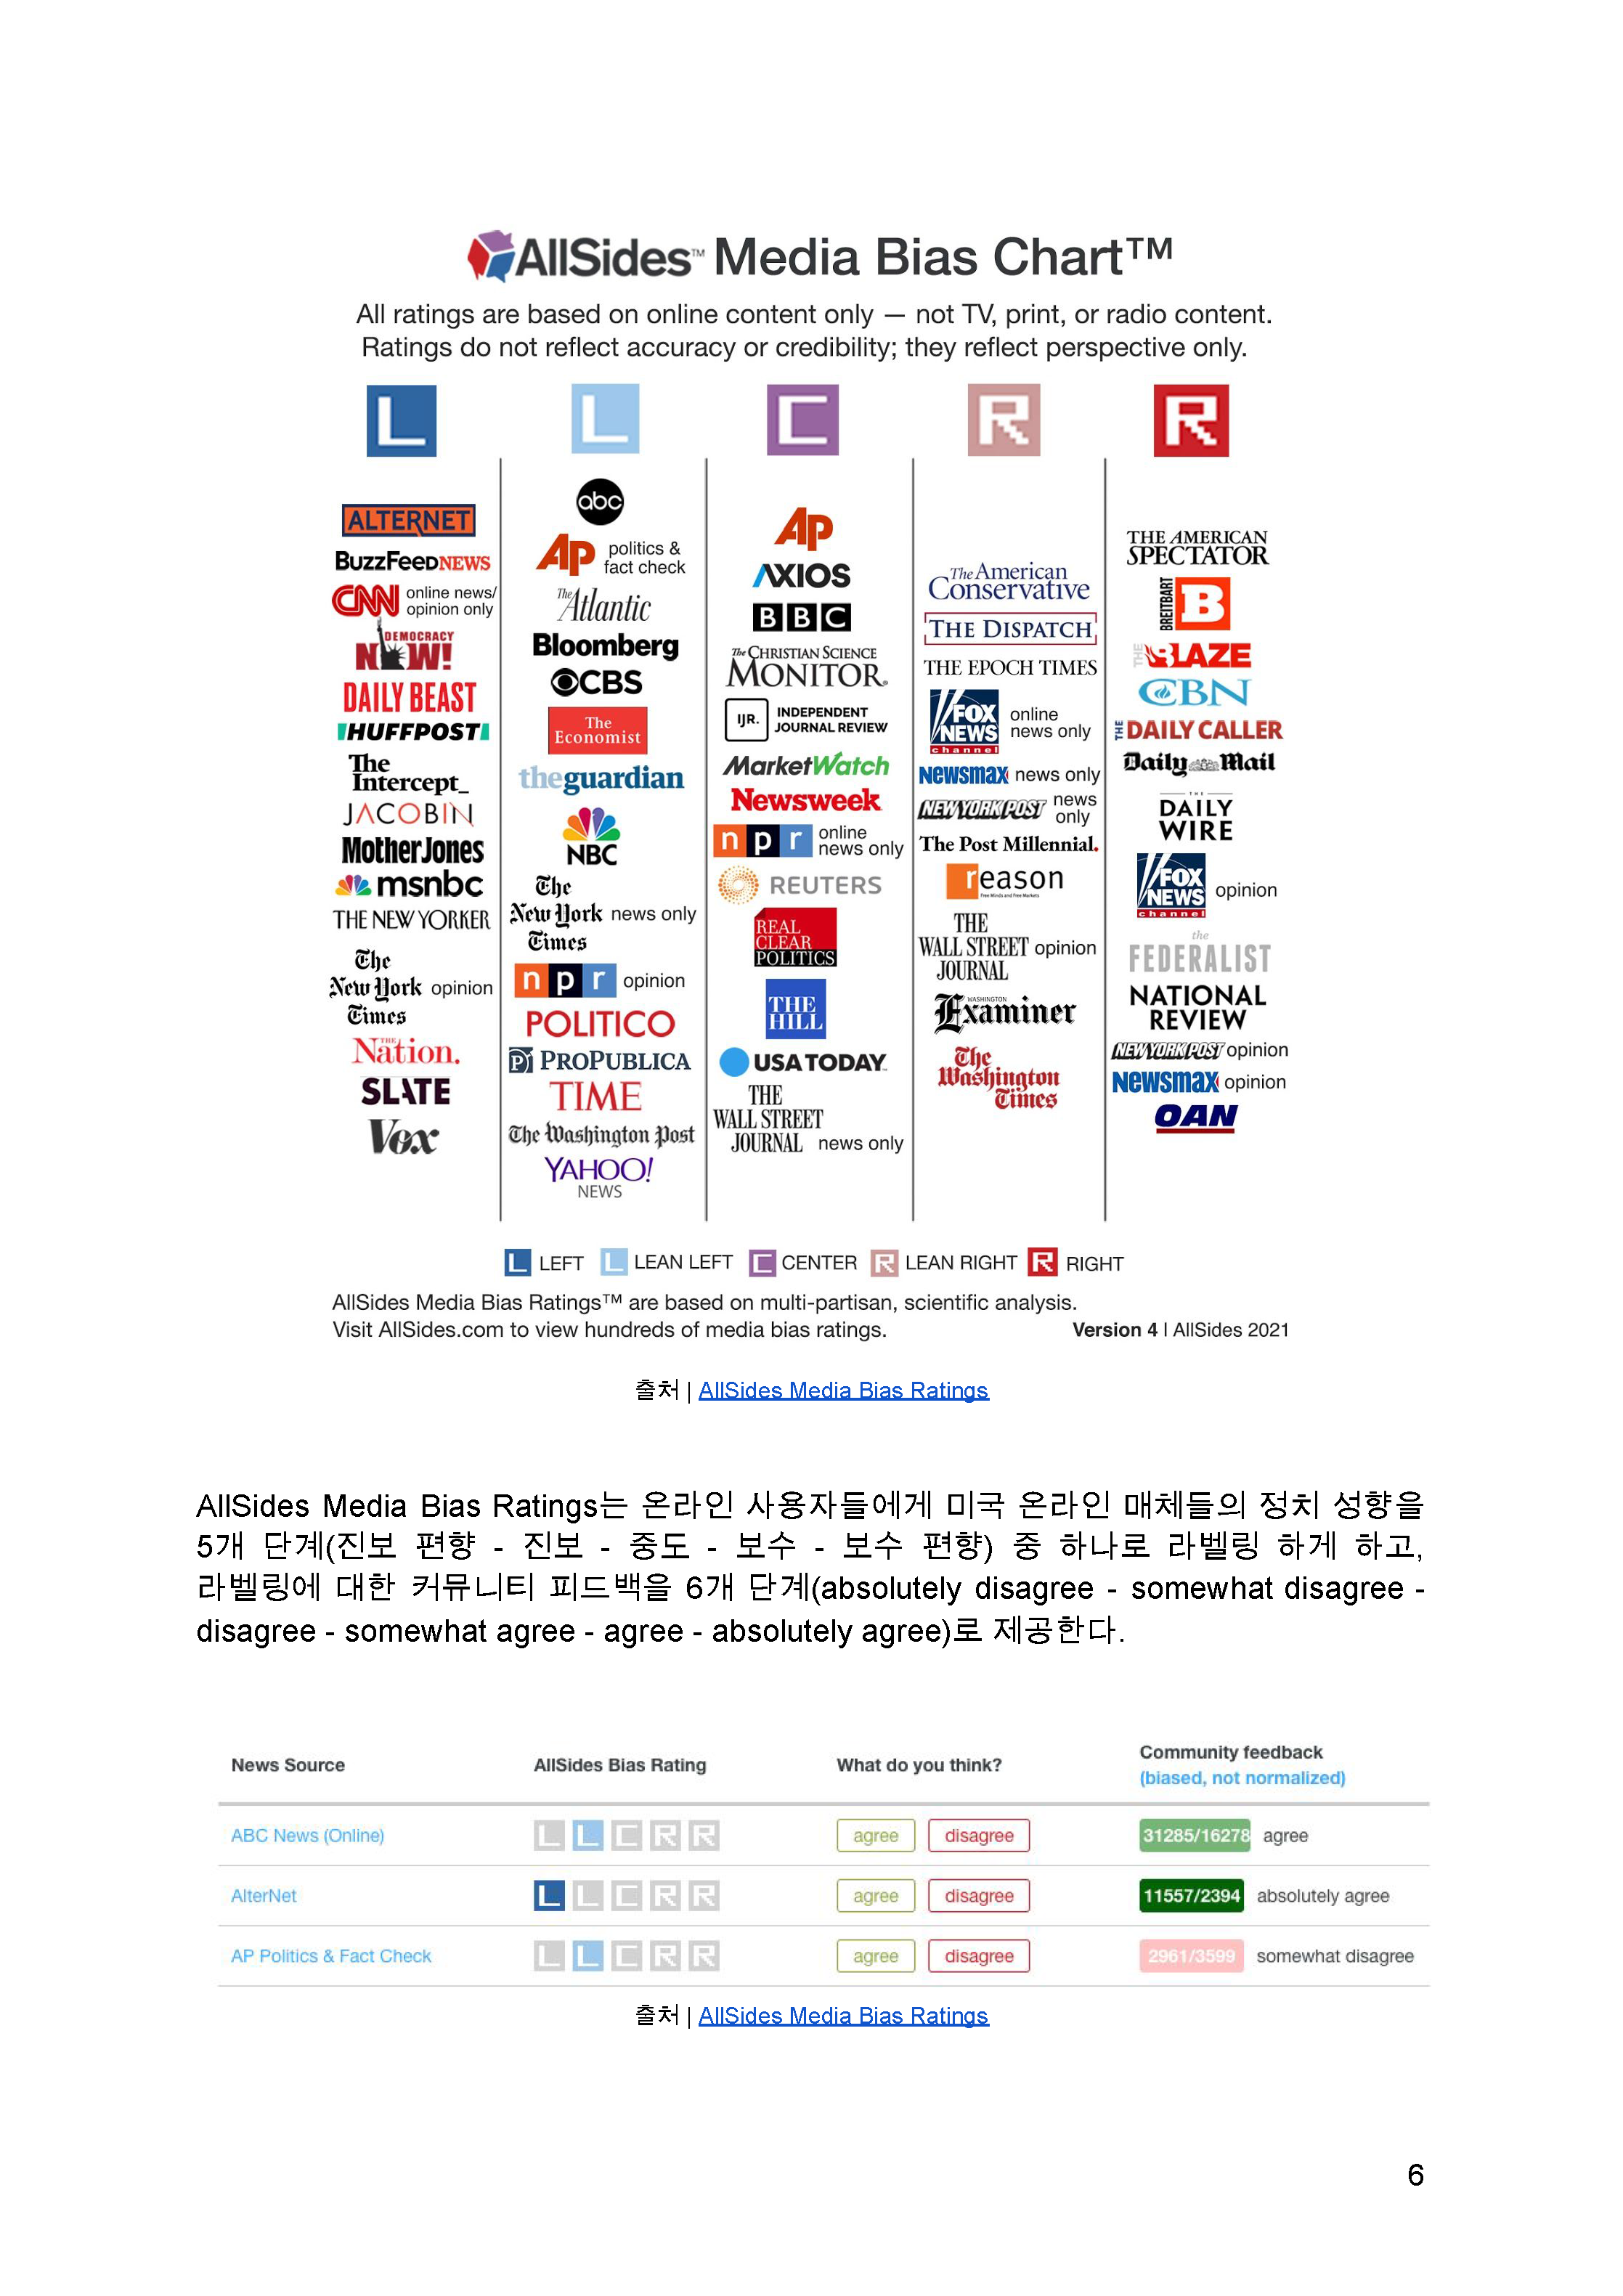 AllSides™ Media Bias Chart™
All ratings are based on online content only — not TV, print, or radio content.
Ratings do not reflect accuracy or credibility; they reflect perspective only.
L
L
C
R
R
ALTERNET
BuzzFeedNEWS
CNN online news/
opinion only
DEMOCRACY
NOW!
DAILY BEAST
HUFFPOST
The
Intercept_
JACOBIN
Mother Jones
msnbc
THE NEW YORKER
The
New York opinion
Times
THE
Nation.
SLATE
Vox
abc
AP politics &
fact check
The Atlantic
Bloomberg
CBS
The
Economist
theguardian
NBC
The
New York news only
Times
npr opinion
POLITICO
P PROPUBLICA
TIME
The Washington Post
YAHOO!
NEWS
AP
AXIOS
BBC
The CHRISTIAN SCIENCE
MONITOR
IJR. INDEPENDENT
JOURNAL REVIEW
MarketWatch
Newsweek
npr online
news only
REUTERS
REAL
CLEAR
POLITICS
THE
HILL
USA TODAY
THE
WALL STREET
JOURNAL news only
The American
Conservative
THE DISPATCH
THE EPOCH TIMES
FOX
NEWS
channel
online
news only
Newsmax news only
NEW YORK POST news
only
The Post Millennial.
reason
Free Minds and Free Markets
THE
WALL STREET opinion
JOURNAL
WASHINGTON
Examiner
The
Washington
Times
THE AMERICAN
SPECTATOR
BREITBART
B
THE BLAZE
CBN
THE DAILY CALLER
Daily Mail
THE
DAILY
WIRE
FOX
NEWS
channel
opinion
the
FEDERALIST
NATIONAL
REVIEW
NEW YORK POST opinion
Newsmax opinion
OAN
L LEFT L LEAN LEFT C CENTER R LEAN RIGHT R RIGHT
AllSides Media Bias Ratings™ are based on multi-partisan, scientific analysis.
Visit AllSides.com to view hundreds of media bias ratings. Version 4 | AllSides 2021
출처 | AllSides Media Bias Ratings
AllSides Media Bias Ratings는 온라인 사용자들에게 미국 온라인 매체들의 정치 성향을
5개 단계(진보 편향 - 진보 - 중도 - 보수 - 보수 편향) 중 하나로 라벨링 하게 하고,
라벨링에 대한 커뮤니티 피드백을 6개 단계(absolutely disagree - somewhat disagree -
disagree - somewhat agree - agree - absolutely agree)로 제공한다.
News Source AllSides Bias Rating What do you think? Community feedback
(biased, not normalized)
ABC News (Online) L L C R R agree disagree 31285/16278 agree
AlterNet L L C R R agree disagree 11557/2394 absolutely agree
AP Politics & Fact Check L L C R R agree disagree 2961/3599 somewhat disagree
출처 | AllSides Media Bias Ratings
6